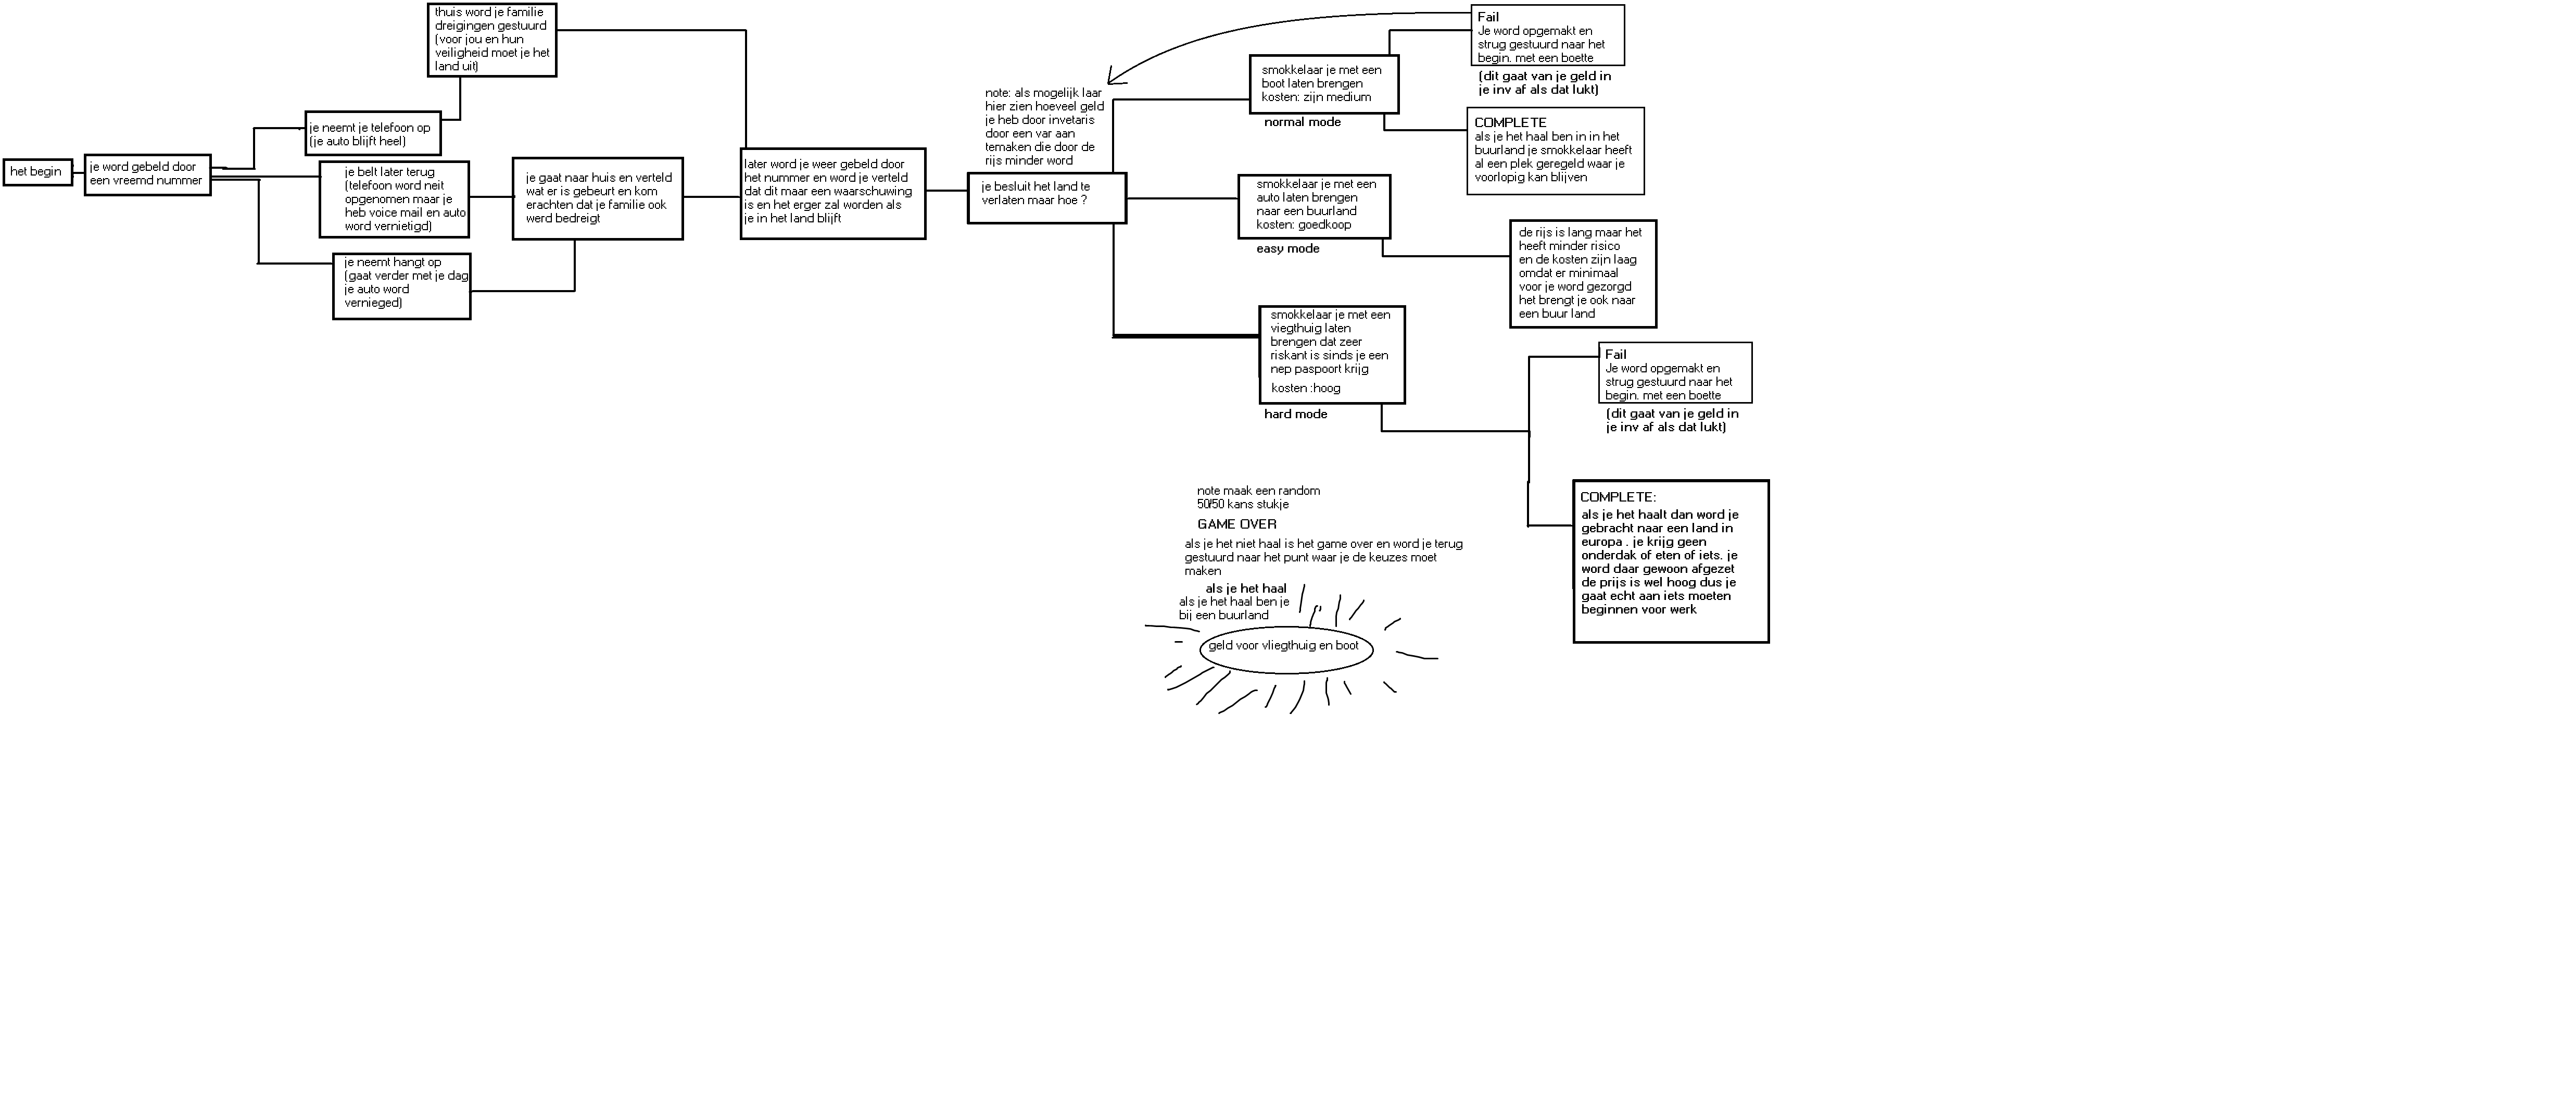 het begin
je word gebeld door
een vreemd nummer
thuis word je familie
dreigingen gestuurd
(voor jou en hun
veiligheid moet je het
land uit)
je neemt je telefoon op
(je auto blijft heel)
je belt later terug
(telefoon word neit
opgenomen maar je
heb voice mail en auto
word vernietigd)
je neemt hangt op
(gaat verder met je dag
je auto word
vernieged)
je gaat naar huis en verteld
wat er is gebeurt en kom
erachten dat je familie ook
werd bedreigt
later word je weer gebeld door
het nummer en word je verteld
dat dit maar een waarschuwing
is en het erger zal worden als
je in het land blijft
note: als mogelijk laar
hier zien hoeveel geld
je heb door invetaris
door een var aan
temaken die door de
rijs minder word
je besluit het land te
verlaten maar hoe ?
smokkelaar je met een
boot laten brengen
kosten: zijn medium
normal mode
Fail
Je word opgemakt en
strug gestuurd naar het
begin. met een boette
(dit gaat van je geld in
je inv af als dat lukt)
COMPLETE
als je het haal ben in in het
buurland je smokkelaar heeft
al een plek geregeld waar je
voorlopig kan blijven
smokkelaar je met een
auto laten brengen
naar een buurland
kosten: goedkoop
easy mode
de rijs is lang maar het
heeft minder risico
en de kosten zijn laag
omdat er minimaal
voor je word gezorgd
het brengt je ook naar
een buur land
smokkelaar je met een
viegthuig laten
brengen dat zeer
riskant is sinds je een
nep paspoort krijg
kosten :hoog
hard mode
Fail
Je word opgemakt en
strug gestuurd naar het
begin. met een boette
(dit gaat van je geld in
je inv af als dat lukt)
COMPLETE:
als je het haalt dan word je
gebracht naar een land in
europa . je krijg geen
onderdak of eten of iets. je
word daar gewoon afgezet
de prijs is wel hoog dus je
gaat echt aan iets moeten
beginnen voor werk
note maak een random
50/50 kans stukje
GAME OVER
als je het niet haal is het game over en word je terug
gestuurd naar het punt waar je de keuzes moet
maken
als je het haal
als je het haal ben je
bij een buurland
geld voor vliegthuig en boot